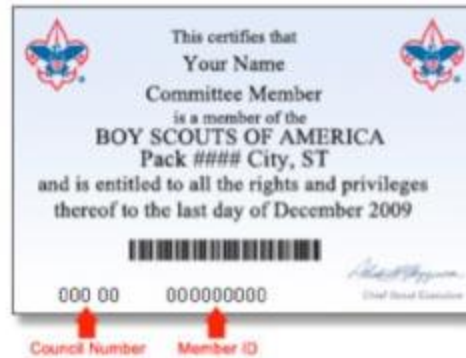 This certifies that
Your Name
Committee Member
is a member of the
BOY SCOUTS OF AMERICA
Pack #### City, ST
and is entitled to all the rights and privileges
thereof to the last day of December 2009
000 00 000000000
Chief Scout Executive
Council Number Member ID